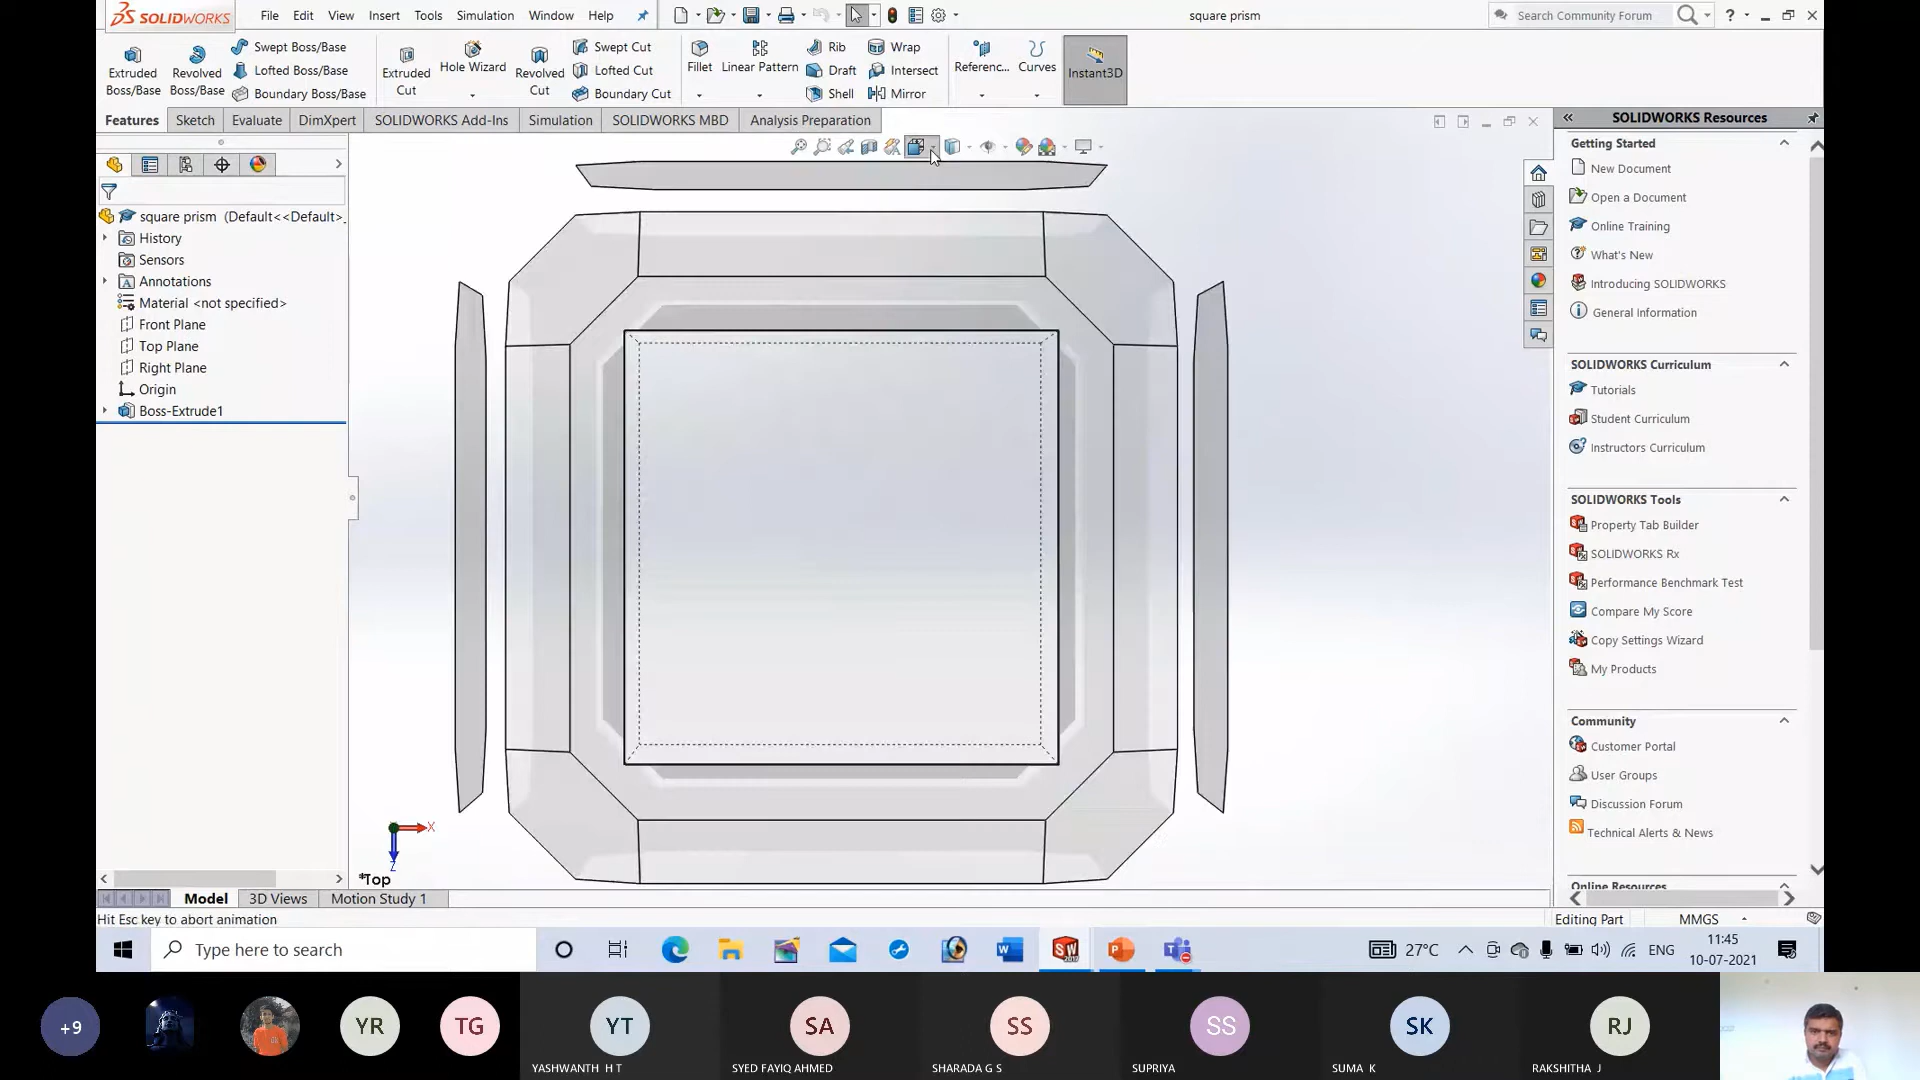 SOLIDWORKS File Edit View Insert Tools Simulation Window Help square prism Search Community Forum ?
Extruded Boss/Base
Revolved Boss/Base
Swept Boss/Base
Lofted Boss/Base
Boundary Boss/Base
Extruded Cut
Hole Wizard
Revolved Cut
Swept Cut
Lofted Cut
Boundary Cut
Fillet
Linear Pattern
Rib
Draft
Shell
Wrap
Intersect
Mirror
Referenc...
Curves
Instant3D
Features Sketch Evaluate DimXpert SOLIDWORKS Add-Ins Simulation SOLIDWORKS MBD Analysis Preparation
square prism (Default<<Default>_
History
Sensors
Annotations
Material <not specified>
Front Plane
Top Plane
Right Plane
Origin
Boss-Extrude1
X
Z
*Top
SOLIDWORKS Resources
Getting Started
New Document
Open a Document
Online Training
What's New
Introducing SOLIDWORKS
General Information
SOLIDWORKS Curriculum
Tutorials
Student Curriculum
Instructors Curriculum
SOLIDWORKS Tools
Property Tab Builder
SOLIDWORKS Rx
Performance Benchmark Test
Compare My Score
Copy Settings Wizard
My Products
Community
Customer Portal
User Groups
Discussion Forum
Technical Alerts & News
Online Resources
Model 3D Views Motion Study 1
Hit Esc key to abort animation Editing Part MMGS
Type here to search 27°C ENG 11:45
10-07-2021
+9 YR TG YT SA SS SS SK RJ
YASHWANTH H T SYED FAYIQ AHMED SHARADA G S SUPRIYA SUMA K RAKSHITHA J